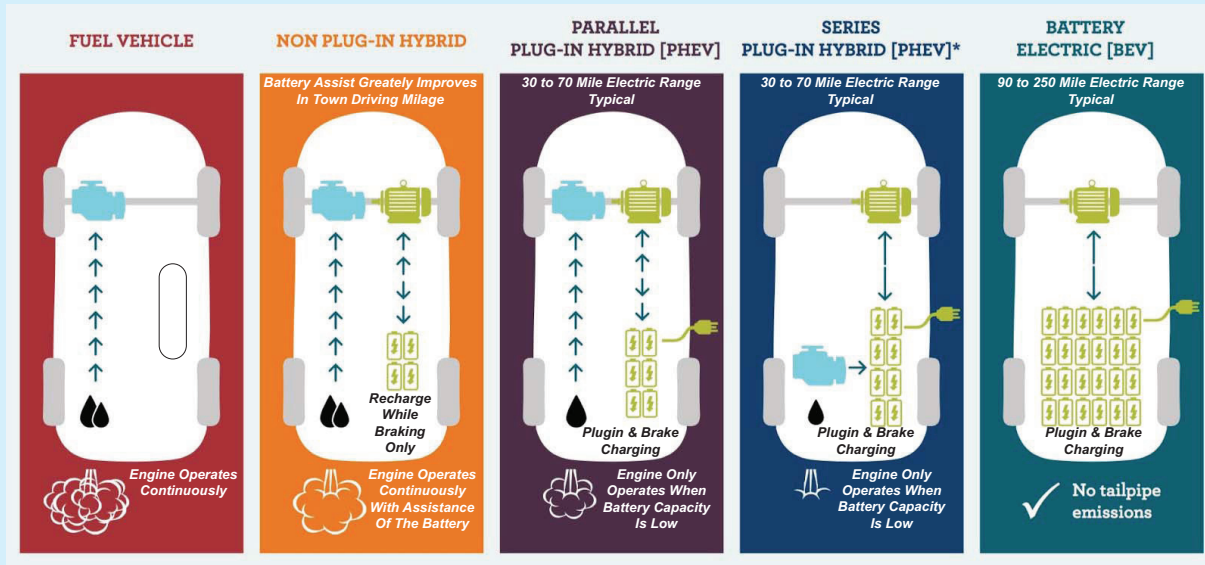 FUEL VEHICLE
Engine Operates
Continuously
NON PLUG-IN HYBRID
Battery Assist Greately Improves
In Town Driving Milage
Recharge
While
Braking
Only
Engine Operates
Continuously
With Assistance
Of The Battery
PARALLEL
PLUG-IN HYBRID [PHEV]
30 to 70 Mile Electric Range
Typical
Plugin & Brake
Charging
Engine Only
Operates When
Battery Capacity
Is Low
SERIES
PLUG-IN HYBRID [PHEV]*
30 to 70 Mile Electric Range
Typical
Plugin & Brake
Charging
Engine Only
Operates When
Battery Capacity
Is Low
BATTERY
ELECTRIC [BEV]
90 to 250 Mile Electric Range
Typical
Plugin & Brake
Charging
No tailpipe
emissions